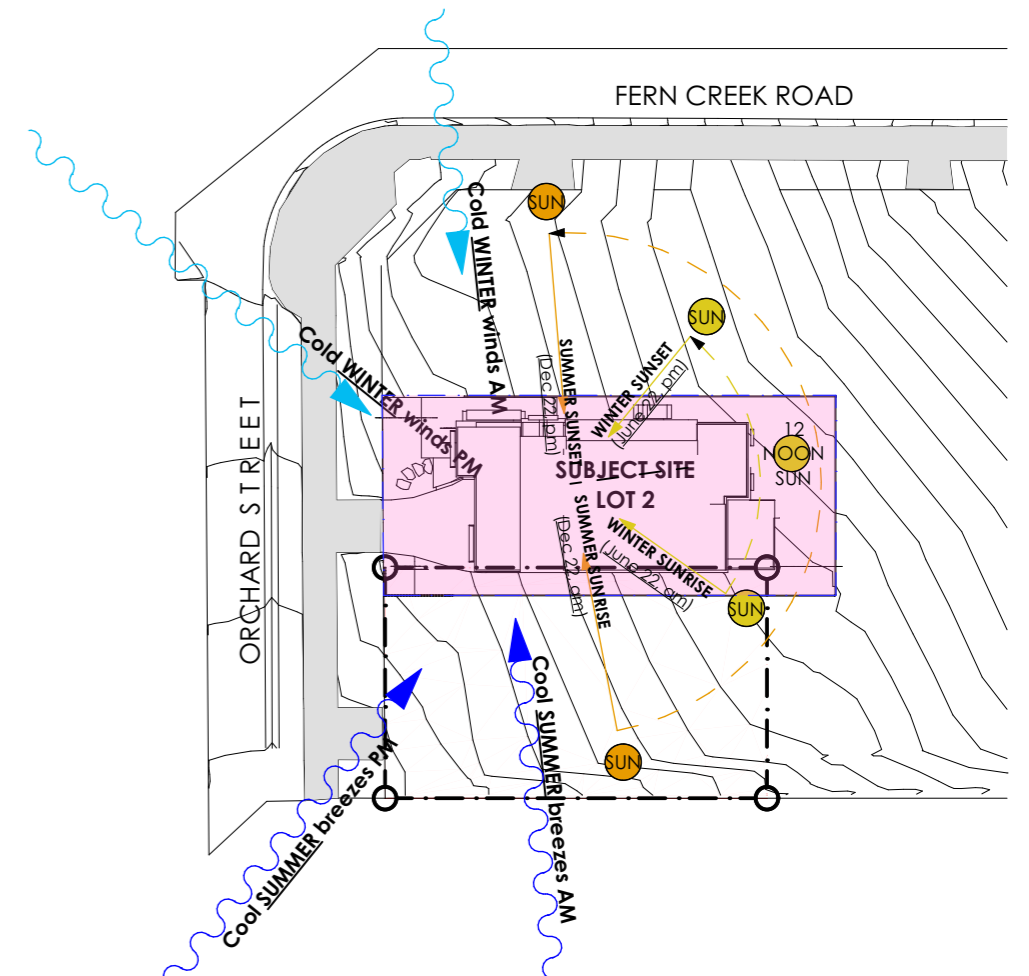 FERN CREEK ROAD
SUN
Cold WINTER winds AM
SUN
Cold WINTER winds PM
SUMMER SUNSET
(Dec 22, pm)
WINTER SUNSET
(June 22, pm)
ORCHARD STREET
12
NOON
SUN
SUBJECT SITE
LOT 2
SUMMER SUNRISE
(Dec 22, am)
WINTER SUNRISE
(June 22, am)
SUN
SUN
Cool SUMMER breezes PM
Cool SUMMER breezes AM